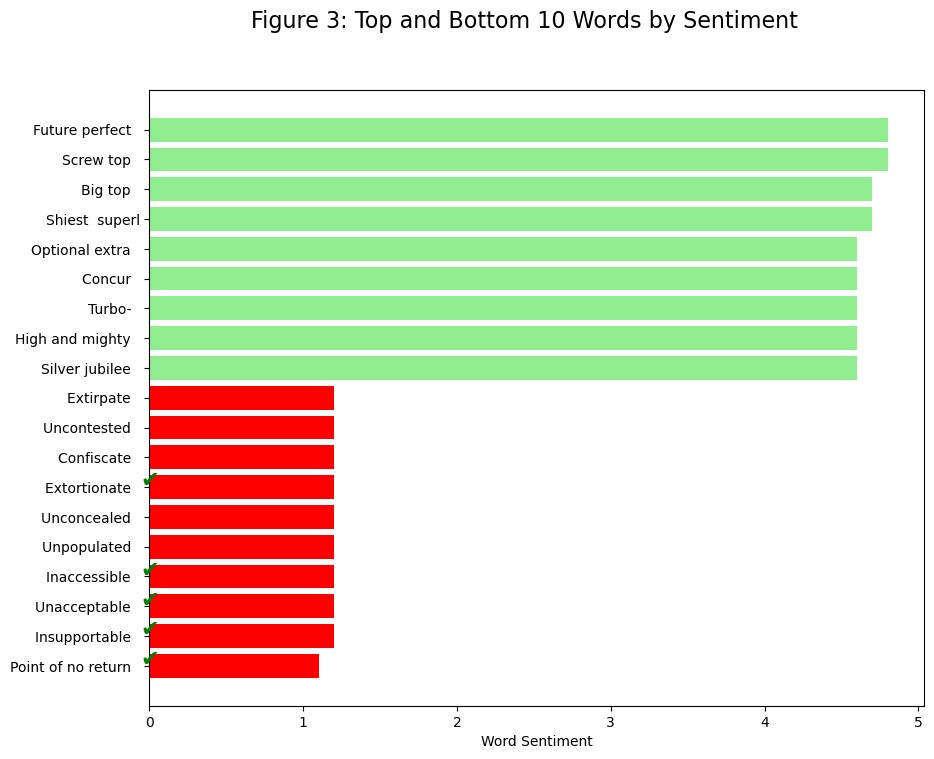 Figure 3: Top and Bottom 10 Words by Sentiment
Future perfect
Screw top
Big top
Shiest  superl
Optional extra
Concur
Turbo-
High and mighty
Silver jubilee
Extirpate
Uncontested
Confiscate
Extortionate
Unconcealed
Unpopulated
Inaccessible
Unacceptable
Insupportable
Point of no return
0 1 2 3 4 5
Word Sentiment